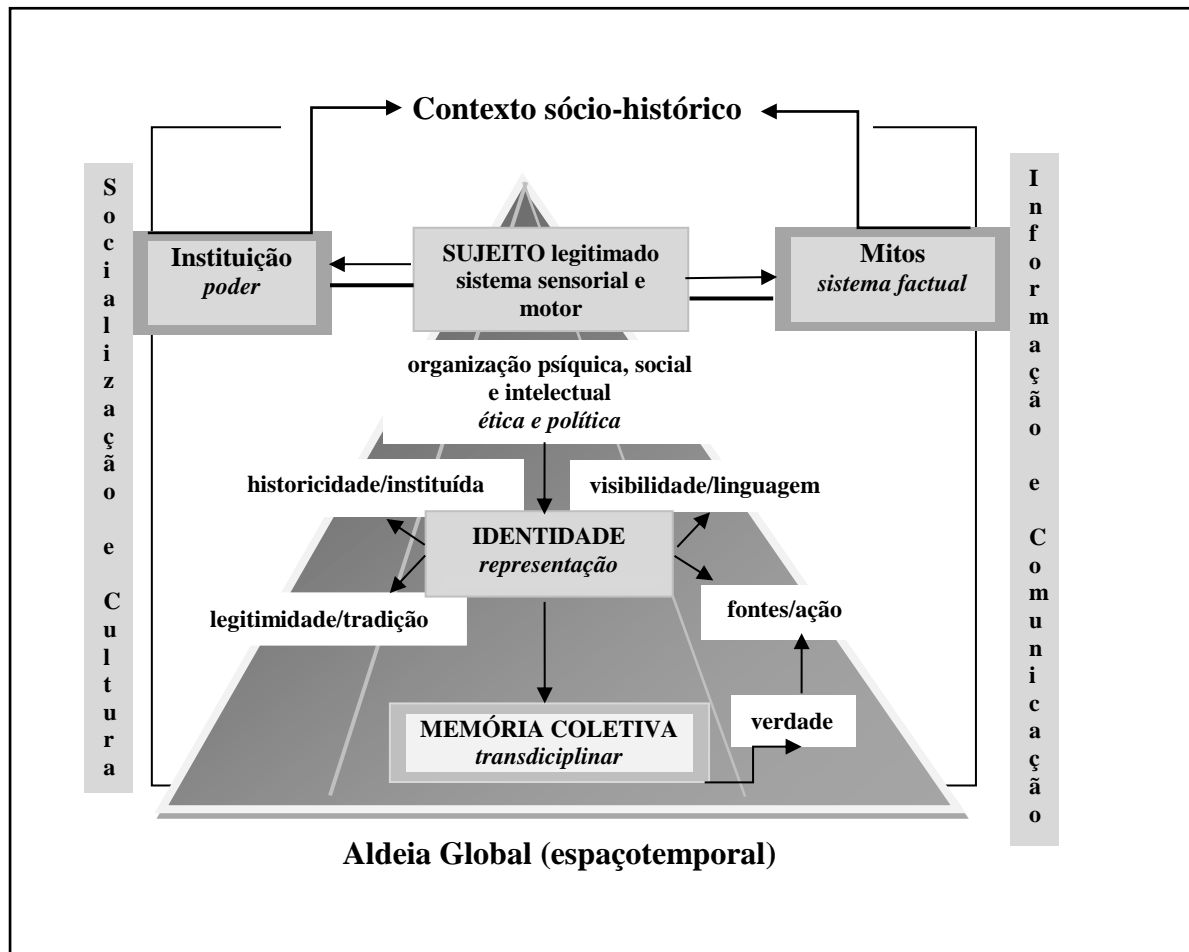 Contexto sócio-histórico
Socialização e Cultura
Informação e Comunicação
Instituição
poder
SUJEITO legitimado
sistema sensorial e
motor
Mitos
sistema factual
organização psíquica, social
e intelectual
ética e política
historicidade/instituída
visibilidade/linguagem
IDENTIDADE
representação
legitimidade/tradição
fontes/ação
MEMÓRIA COLETIVA
transdiciplinar
verdade
Aldeia Global (espaçotemporal)